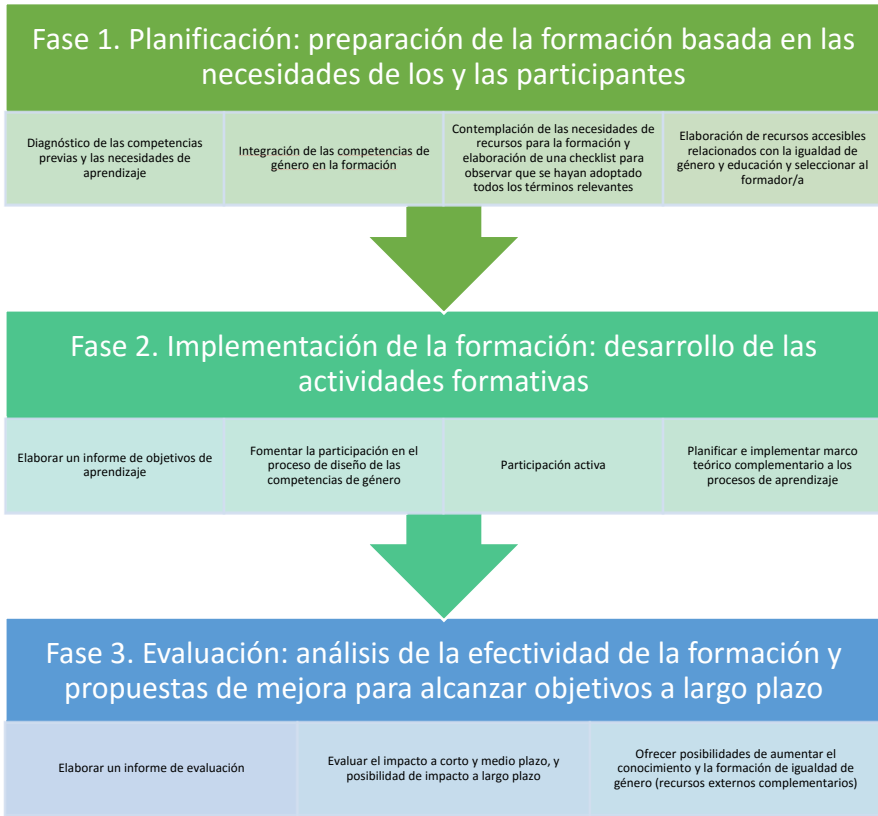 Fase 1. Planificación: preparación de la formación basada en las
necesidades de los y las participantes
Diagnóstico de las competencias
previas y las necesidades de
aprendizaje
Integración de las competencias de
género en la formación
Contemplación de las necesidades de
recursos para la formación y
elaboración de una checklist para
observar que se hayan adoptado
todos los términos relevantes
Elaboración de recursos accesibles
relacionados con la igualdad de
género y educación y seleccionar al
formador/a
Fase 2. Implementación de la formación: desarrollo de las
actividades formativas
Elaborar un informe de objetivos de
aprendizaje
Fomentar la participación en el
proceso de diseño de las
competencias de género
Participación activa
Planificar e implementar marco
teórico complementario a los
procesos de aprendizaje
Fase 3. Evaluación: análisis de la efectividad de la formación y
propuestas de mejora para alcanzar objetivos a largo plazo
Elaborar un informe de evaluación
Evaluar el impacto a corto y medio plazo, y
posibilidad de impacto a largo plazo
Ofrecer posibilidades de aumentar el
conocimiento y la formación de igualdad de
género (recursos externos complementarios)